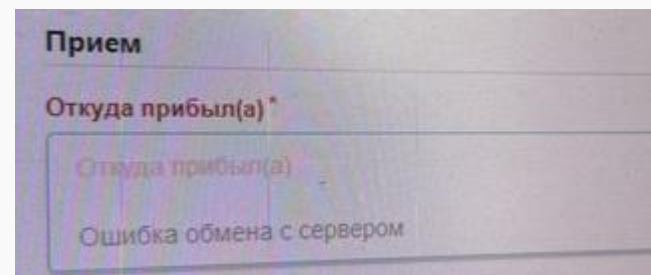 Прием
Откуда прибыл(а) *
Откуда прибыл(а)
Ошибка обмена с сервером